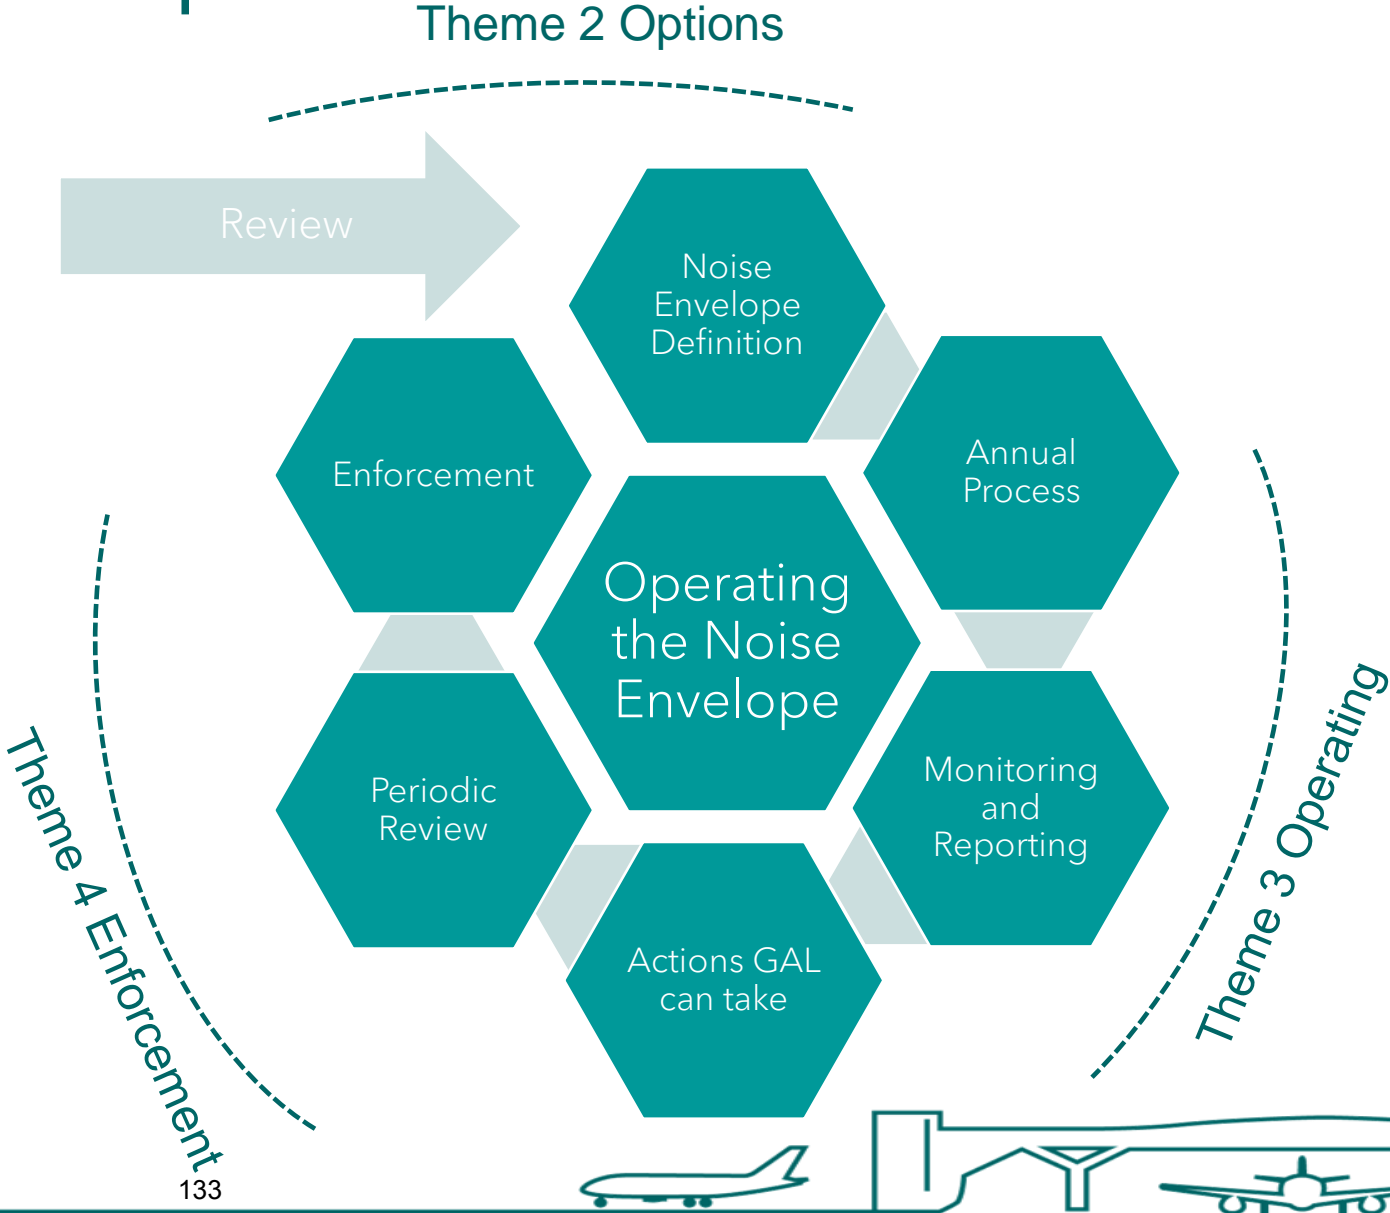 Theme 2 Options
Review
Noise
Envelope
Definition
Annual
Process
Enforcement
Operating
the Noise
Envelope
Monitoring
and
Reporting
Periodic
Review
Actions GAL
can take
Theme 3 Operating
Theme 4 Enforcement
133